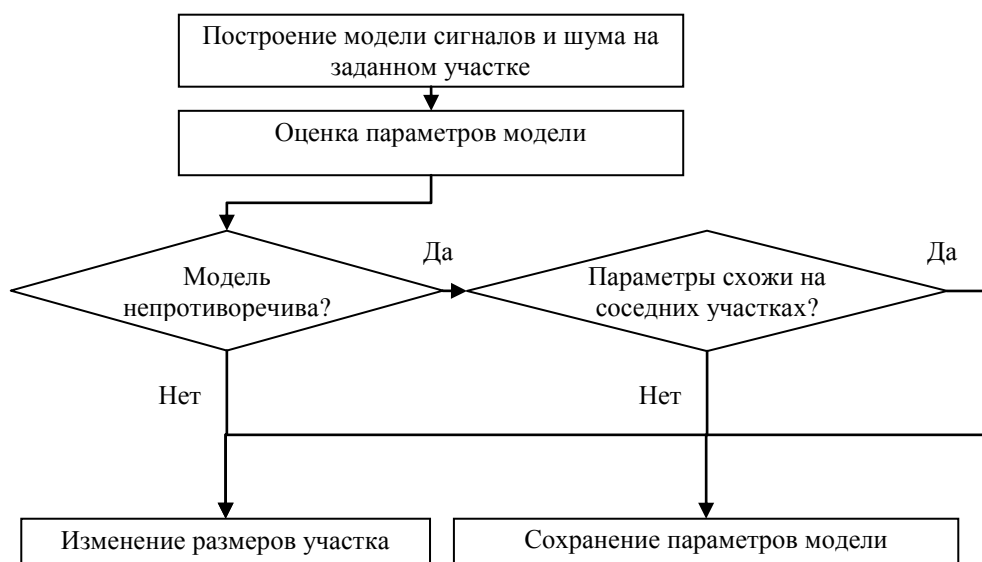 Построение модели сигналов и шума на
заданном участке
Оценка параметров модели
Да
Да
Модель
непротиворечива?
Параметры схожи на
соседних участках?
Нет
Нет
Изменение размеров участка
Сохранение параметров модели